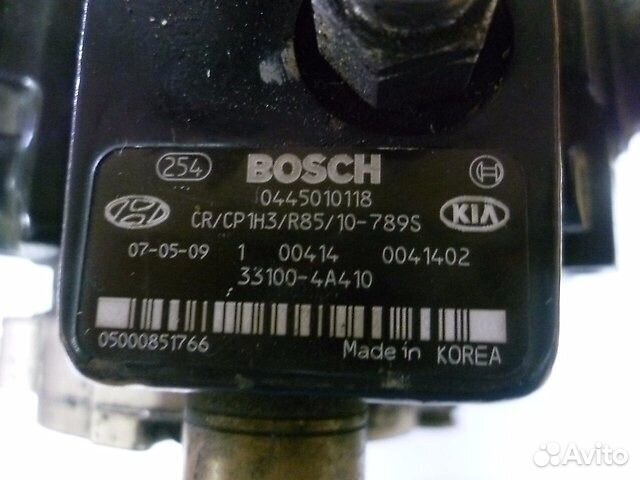 254 BOSCH
0445010118
CR/CP1H3/R85/10-789S KIA
07-05-09 1 00414 0041402
33100-4A410
05000851766 Made in KOREA
Avito